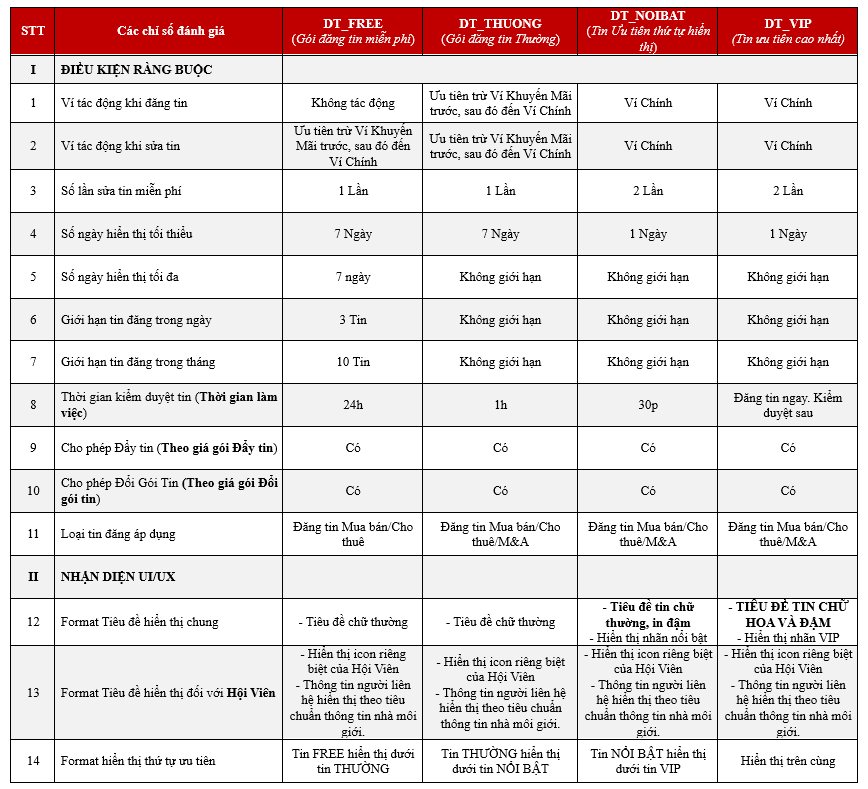 STT
Các chỉ số đánh giá
DT_FREE
(Gói đăng tin miễn phí)
DT_THUONG
(Gói đăng tin Thường)
DT_NOIBAT
(Tin Ưu tiên thứ tự hiển
thị)
DT_VIP
(Tin ưu tiên cao nhất)
I
ĐIỀU KIỆN RÀNG BUỘC
1
Ví tác động khi đăng tin
Không tác động
Ưu tiên trừ Ví Khuyến Mãi
trước, sau đó đến Ví Chính
Ví Chính
Ví Chính
2
Ví tác động khi sửa tin
Ưu tiên trừ Ví Khuyến
Mãi trước, sau đó đến
Ví Chính
Ưu tiên trừ Ví Khuyến Mãi
trước, sau đó đến Ví Chính
Ví Chính
Ví Chính
3
Số lần sửa tin miễn phí
1 Lần
1 Lần
2 Lần
2 Lần
4
Số ngày hiển thị tối thiểu
7 Ngày
7 Ngày
1 Ngày
1 Ngày
5
Số ngày hiển thị tối đa
7 ngày
Không giới hạn
Không giới hạn
Không giới hạn
6
Giới hạn tin đăng trong ngày
3 Tin
Không giới hạn
Không giới hạn
Không giới hạn
7
Giới hạn tin đăng trong tháng
10 Tin
Không giới hạn
Không giới hạn
Không giới hạn
8
Thời gian kiểm duyệt tin (Thời gian làm
việc)
24h
1h
30p
Đăng tin ngay. Kiểm
duyệt sau
9
Cho phép Đẩy tin (Theo giá gói Đẩy tin)
Có
Có
Có
Có
10
Cho phép Đổi Gói Tin (Theo giá gói Đổi
gói tin)
Có
Có
Có
Có
11
Loại tin đăng áp dụng
Đăng tin Mua bán/Cho
thuê
Đăng tin Mua bán/Cho
thuê/M&A
Đăng tin Mua bán/Cho
thuê/M&A
Đăng tin Mua bán/Cho
thuê/M&A
II
NHẬN DIỆN UI/UX
12
Format Tiêu đề hiển thị chung
- Tiêu đề chữ thường
- Tiêu đề chữ thường
- Tiêu đề tin chữ
thường, in đậm
- Hiển thị nhãn nổi bật
- TIÊU ĐỀ TIN CHỮ
HOA VÀ ĐẬM
- Hiển thị nhãn VIP
13
Format Tiêu đề hiển thị đối với Hội Viên
- Hiển thị icon riêng
biệt của Hội Viên
- Thông tin người liên
hệ hiển thị theo tiêu
chuẩn thông tin nhà môi
giới.
- Hiển thị icon riêng biệt
của Hội Viên
- Thông tin người liên hệ
hiển thị theo tiêu chuẩn
thông tin nhà môi giới.
- Hiển thị icon riêng biệt
của Hội Viên
- Thông tin người liên
hệ hiển thị theo tiêu
chuẩn thông tin nhà môi
giới.
- Hiển thị icon riêng biệt
của Hội Viên
- Thông tin người liên
hệ hiển thị theo tiêu
chuẩn thông tin nhà môi
giới.
14
Format hiển thị thứ tự ưu tiên
Tin FREE hiển thị dưới
tin THƯỜNG
Tin THƯỜNG hiển thị
dưới tin NỔI BẬT
Tin NỔI BẬT hiển thị
dưới tin VIP
Hiển thị trên cùng